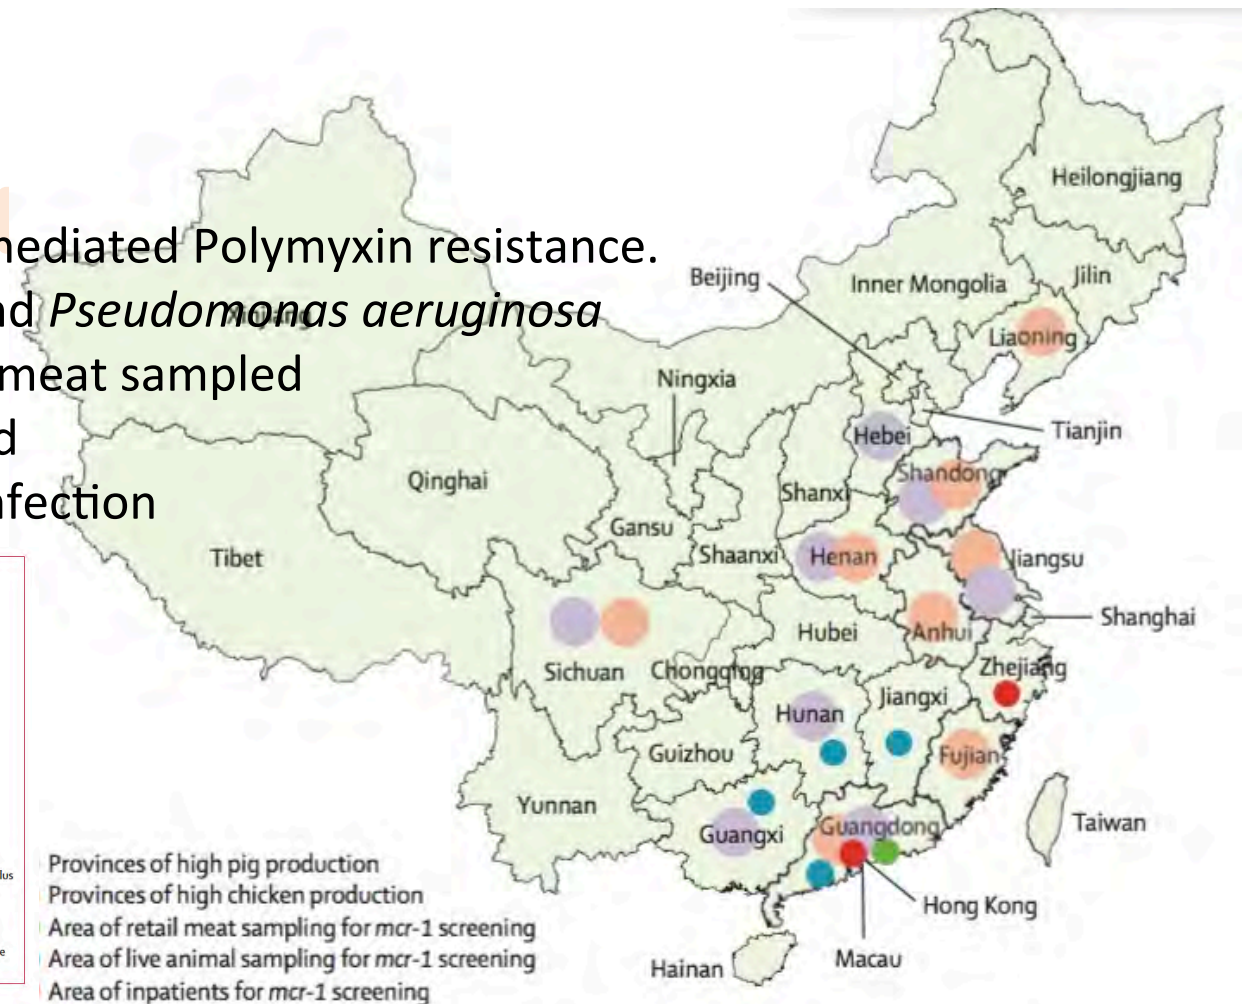 mediated Polymyxin resistance.
nd Pseudomonas aeruginosa
meat sampled
d
nfection
Heilongjiang
Jilin
Inner Mongolia
Beijing
Liaoning
Xinjiang
Ningxia
Tianjin
Hebei
Shandong
Qinghai
Shanxi
Gansu
Shaanxi
Henan
Jiangsu
Tibet
Shanghai
Hubei
Anhui
Sichuan
Chongqing
Zhejiang
Jiangxi
Hunan
Guizhou
Fujian
Yunnan
Guangxi
Guangdong
Taiwan
Hong Kong
Macau
Hainan
lus
e
Provinces of high pig production
Provinces of high chicken production
Area of retail meat sampling for mcr-1 screening
Area of live animal sampling for mcr-1 screening
Area of inpatients for mcr-1 screening